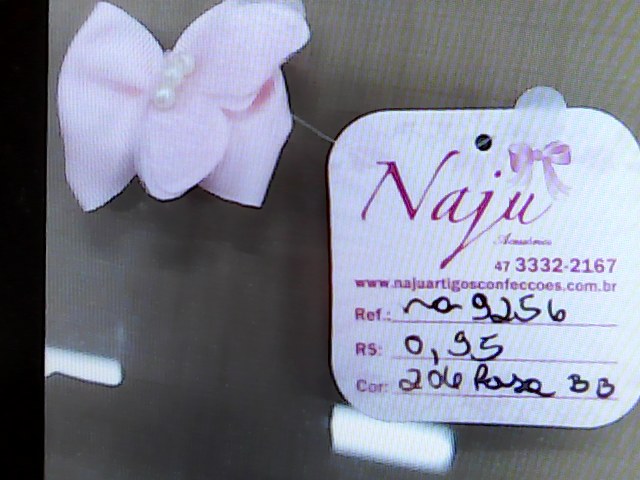 Naju
Acessórios
47 3332-2167
www.najuartigosconfeccoes.com.br
Ref.: na 9256
R$: 0,95
Cor: 206 Rosa BB